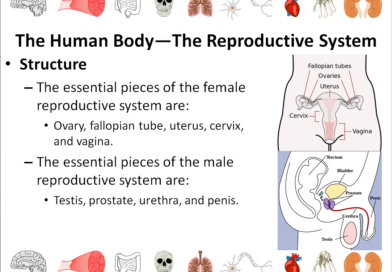 The Human Body—The Reproductive System
• Structure
– The essential pieces of the female
reproductive system are:
• Ovary, fallopian tube, uterus, cervix,
and vagina.
– The essential pieces of the male
reproductive system are:
• Testis, prostate, urethra, and penis.
Fallopian tubes
Ovaries
Uterus
Cervix
Vagina
Rectum
Bladder
Prostate
Penis
Urethra
Testis